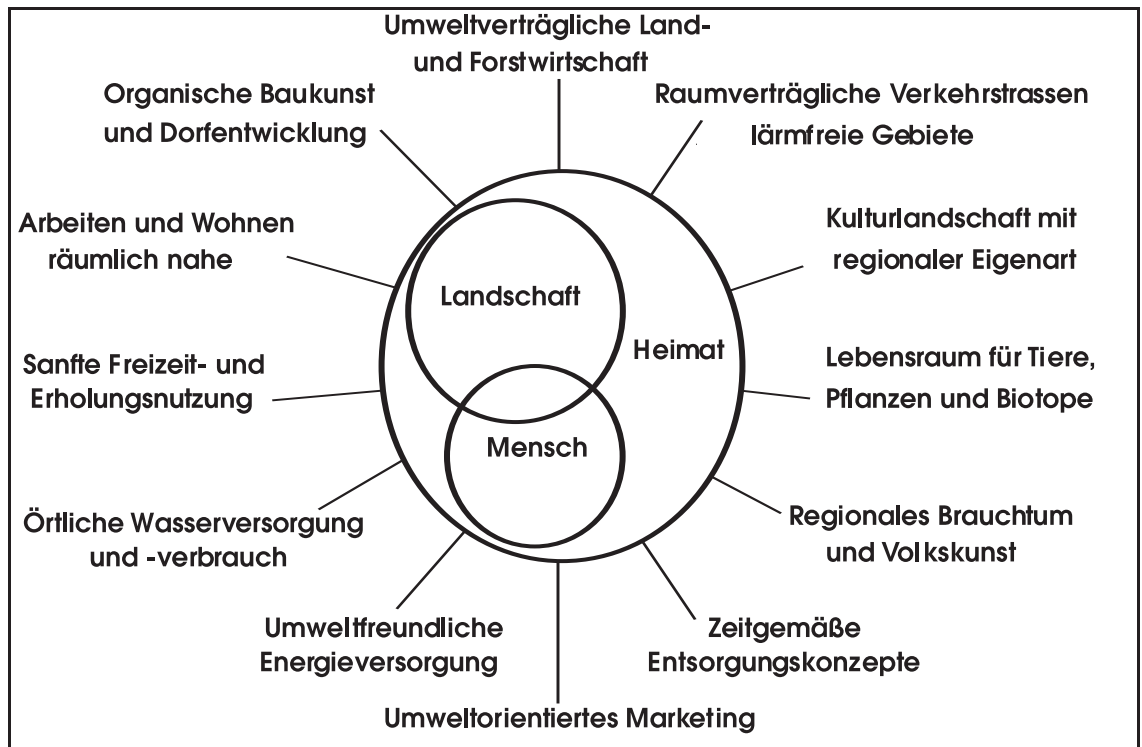 Umweltverträgliche Land-
und Forstwirtschaft
Organische Baukunst
und Dorfentwicklung
Raumverträgliche Verkehrstrassen
lärmfreie Gebiete
Arbeiten und Wohnen
räumlich nahe
Kulturlandschaft mit
regionaler Eigenart
Landschaft
Heimat
Sanfte Freizeit- und
Erholungsnutzung
Lebensraum für Tiere,
Pflanzen und Biotope
Mensch
Örtliche Wasserversorgung
und -verbrauch
Regionales Brauchtum
und Volkskunst
Umweltfreundliche
Energieversorgung
Zeitgemäße
Entsorgungskonzepte
Umweltorientiertes Marketing